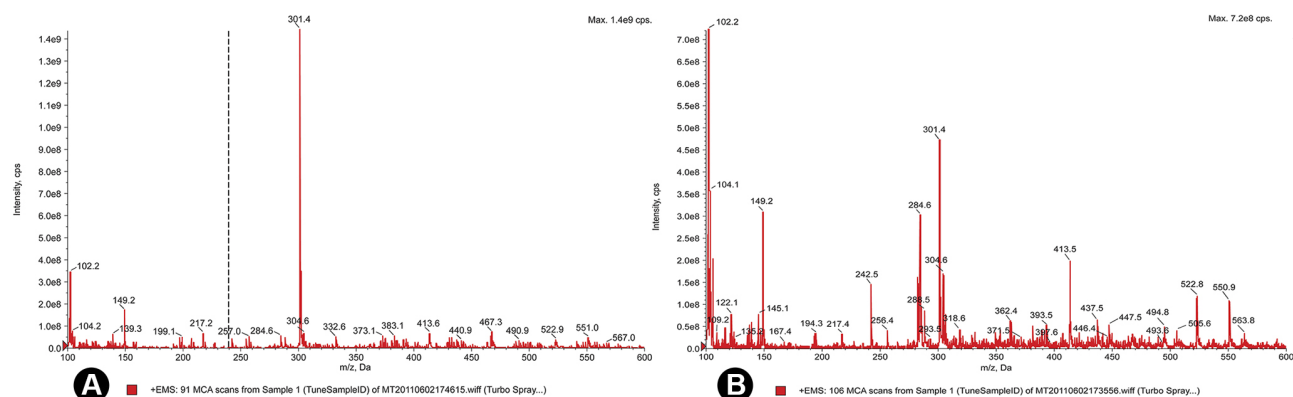 Max. 1.4e9 cps.
301.4
1.4e9
1.3e9
1.2e9
1.1e9
1.0e9
9.0e8
8.0e8
7.0e8
6.0e8
5.0e8
4.0e8
3.0e8
2.0e8
1.0e8
0.0
Intensity, cps
102.2
104.2
149.2
139.3
199.1
217.2
257.0
284.6
304.6
332.6
373.1
383.1
413.6
440.9
467.3
490.9
522.9
551.0
567.0
100 150 200 250 300 350 400 450 500 550 600
m/z, Da
A
+EMS: 91 MCA scans from Sample 1 (TuneSampleID) of MT20110602174615.wiff (Turbo Spray...)
Max. 7.2e8 cps.
102.2
7.0e8
6.5e8
6.0e8
5.5e8
5.0e8
4.5e8
4.0e8
3.5e8
3.0e8
2.5e8
2.0e8
1.5e8
1.0e8
0.5e8
0.0
Intensity, cps
104.1
109.2
122.1
135.2
149.2
145.1
167.4
194.3
217.4
242.5
256.4
284.6
288.5
293.5
301.4
304.6
318.6
362.4
371.5
393.5
397.6
413.5
437.5
446.4
447.5
494.8
493.5
505.6
522.8
550.9
563.8
100 150 200 250 300 350 400 450 500 550 600
m/z, Da
B
+EMS: 106 MCA scans from Sample 1 (TuneSampleID) of MT20110602173556.wiff (Turbo Spray...)